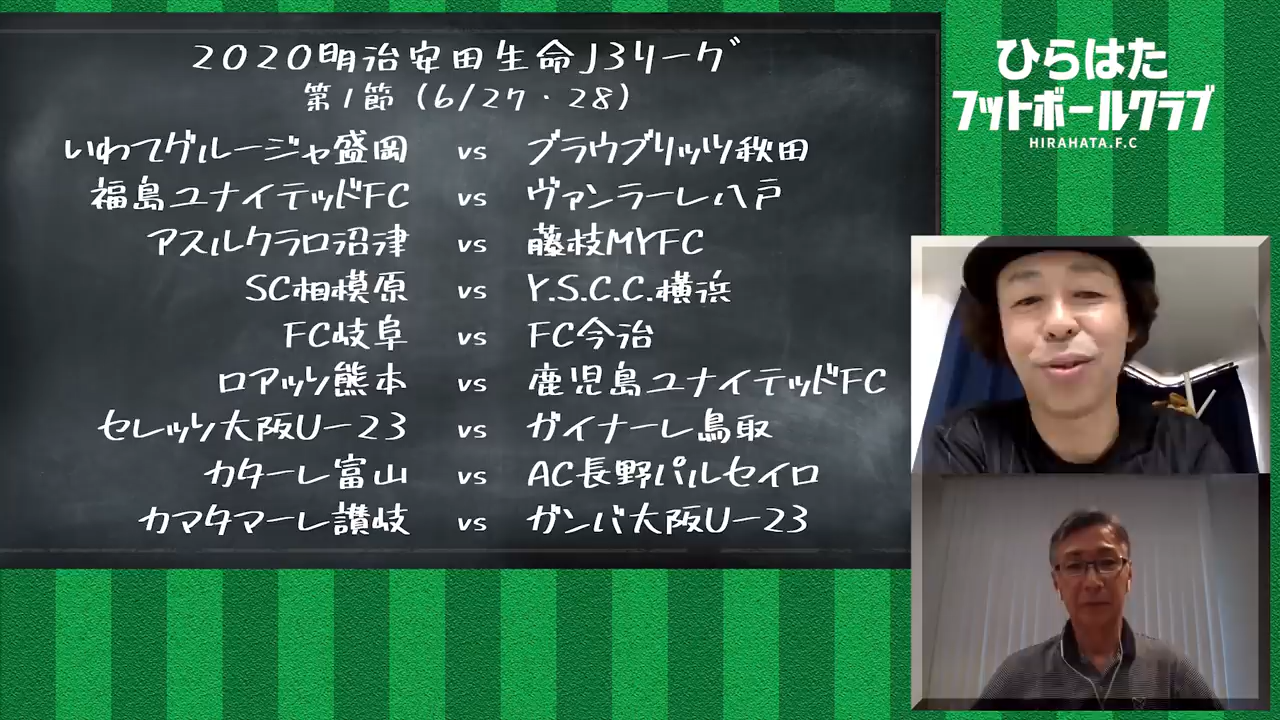 2020明治安田生命J3リーグ
第1節(6/27・28)
いわてグルージャ盛岡 vs ブラウブリッツ秋田
福島ユナイテッドFC vs ヴァンラーレ八戸
アスルクラロ沼津 vs 藤枝MYFC
SC相模原 vs Y.S.C.C.横浜
FC岐阜 vs FC今治
ロアッソ熊本 vs 鹿児島ユナイテッドFC
セレッソ大阪U-23 vs ガイナーレ鳥取
カターレ富山 vs AC長野パルセイロ
カマタマーレ讃岐 vs ガンバ大阪U-23
ひらはた
フットボールクラブ
HIRAHATA.F.C